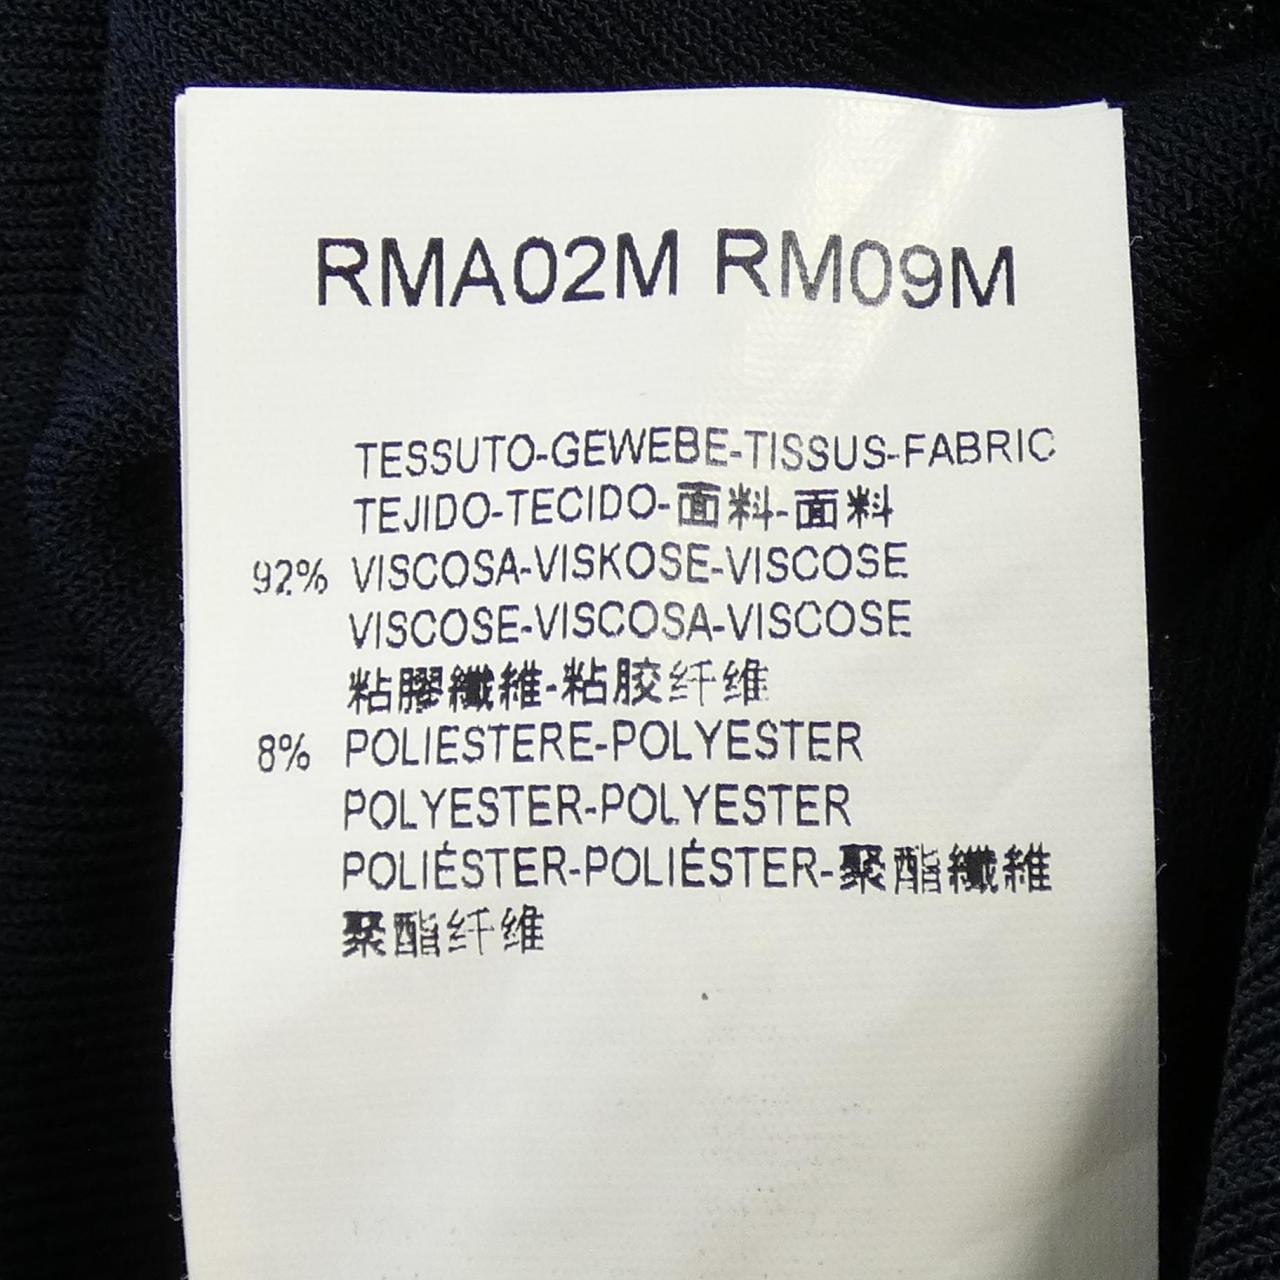 RMA02M RM09M
TESSUTO-GEWEBE-TISSUS-FABRIC
TEJIDO-TECIDO-面料-面料
92% VISCOSA-VISKOSE-VISCOSE
VISCOSE-VISCOSA-VISCOSE
粘膠纖維-粘胶纤维
8% POLIESTERE-POLYESTER
POLYESTER-POLYESTER
POLIÉSTER-POLIÉSTER-聚酯纖維
聚酯纤维